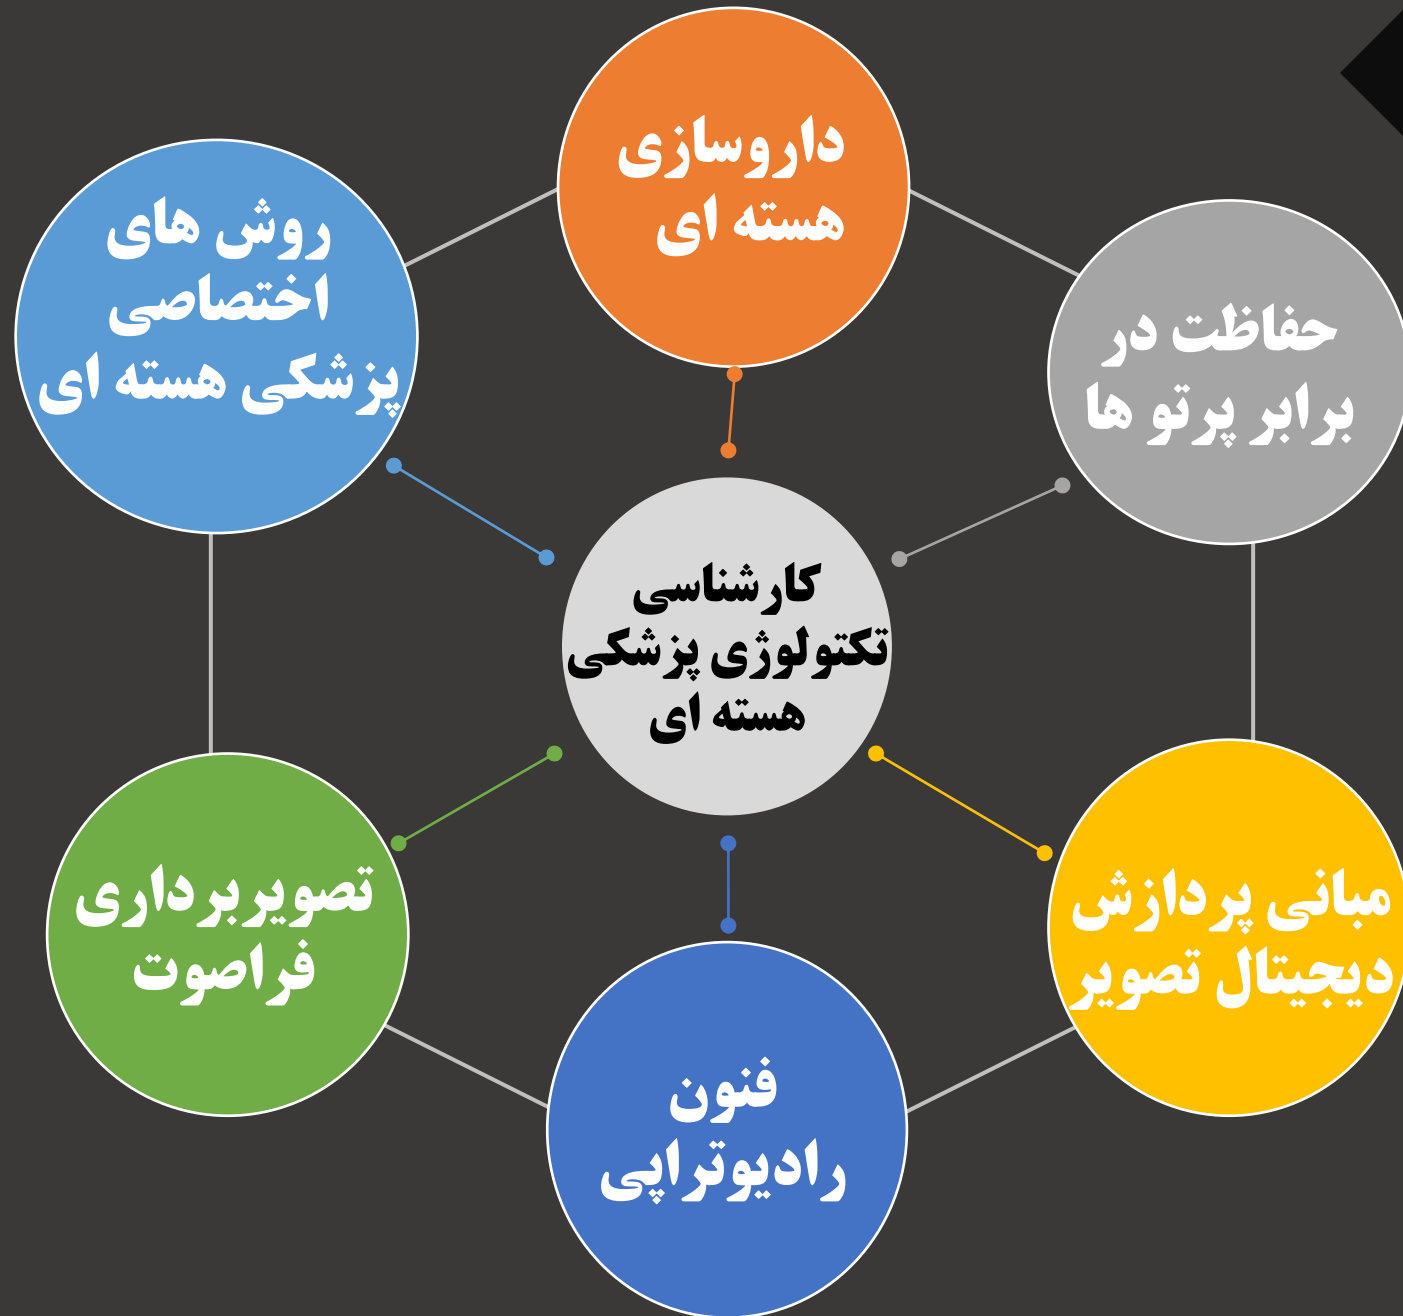 داروسازی
هسته ای
روش های
اختصاصی
پزشکی هسته ای
حفاظت در
برابر پرتو ها
کارشناسی
تکتولوژی پزشکی
هسته ای
تصویربرداری
فراصوت
مبانی پردازش
دیجیتال تصویر
فنون
رادیوتراپی